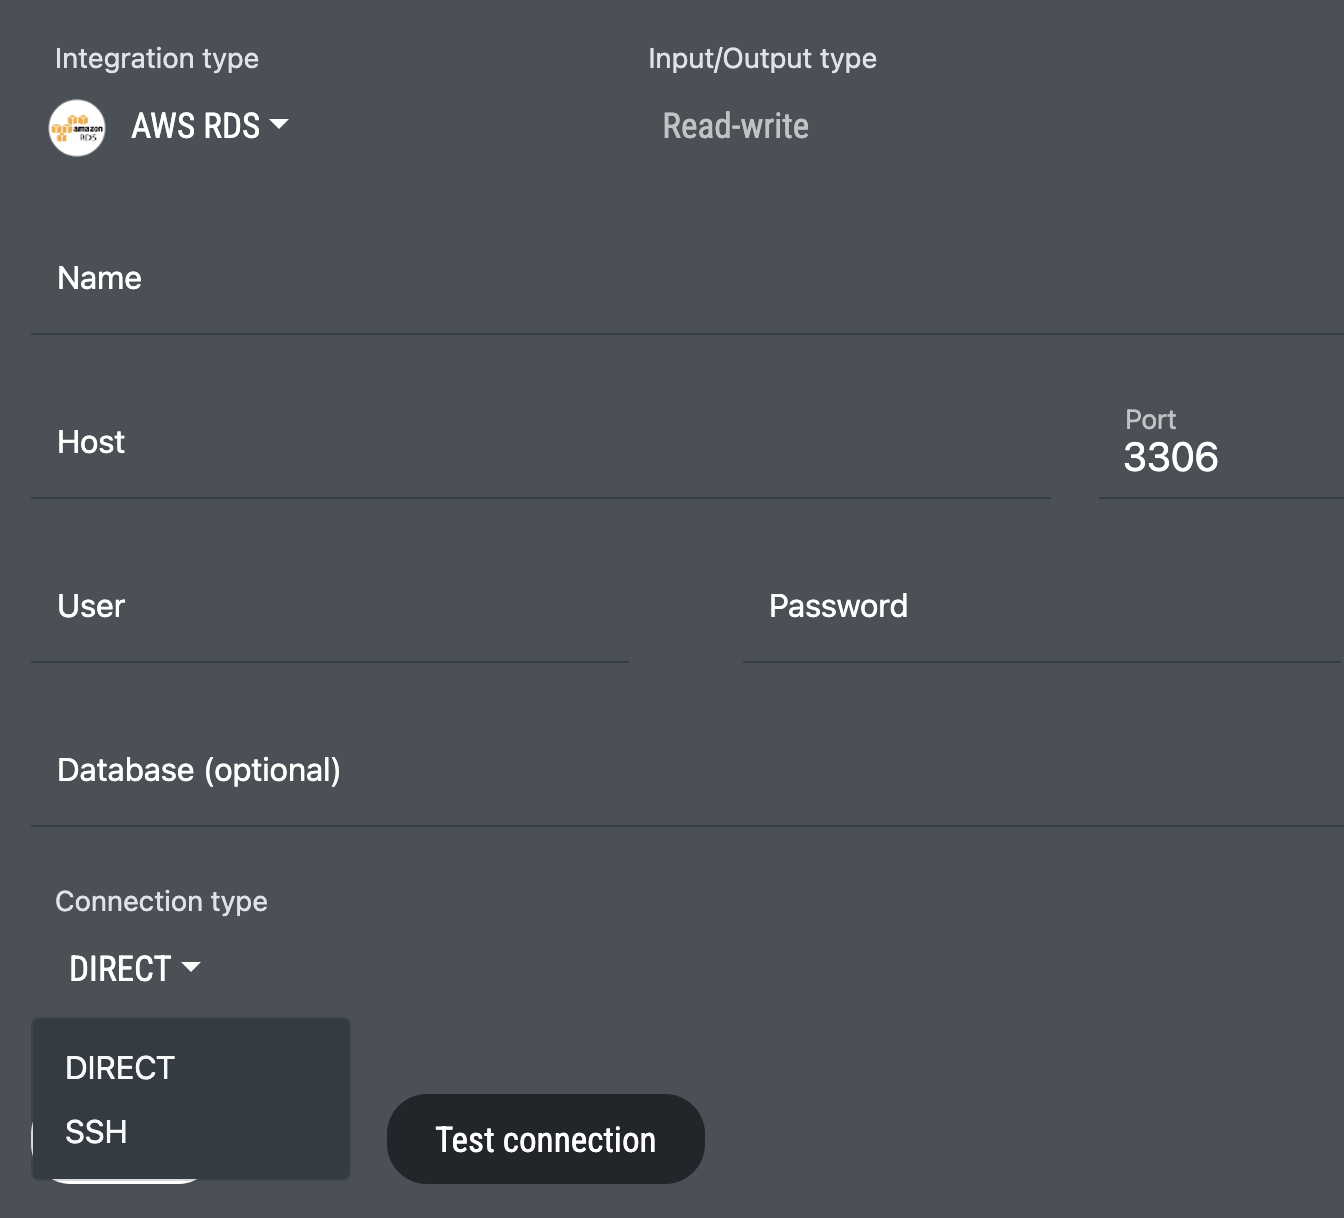 Integration type
Input/Output type
amazon
RDS
AWS RDS
Read-write
Name
Host
Port
3306
User
Password
Database (optional)
Connection type
DIRECT
DIRECT
SSH
Test connection